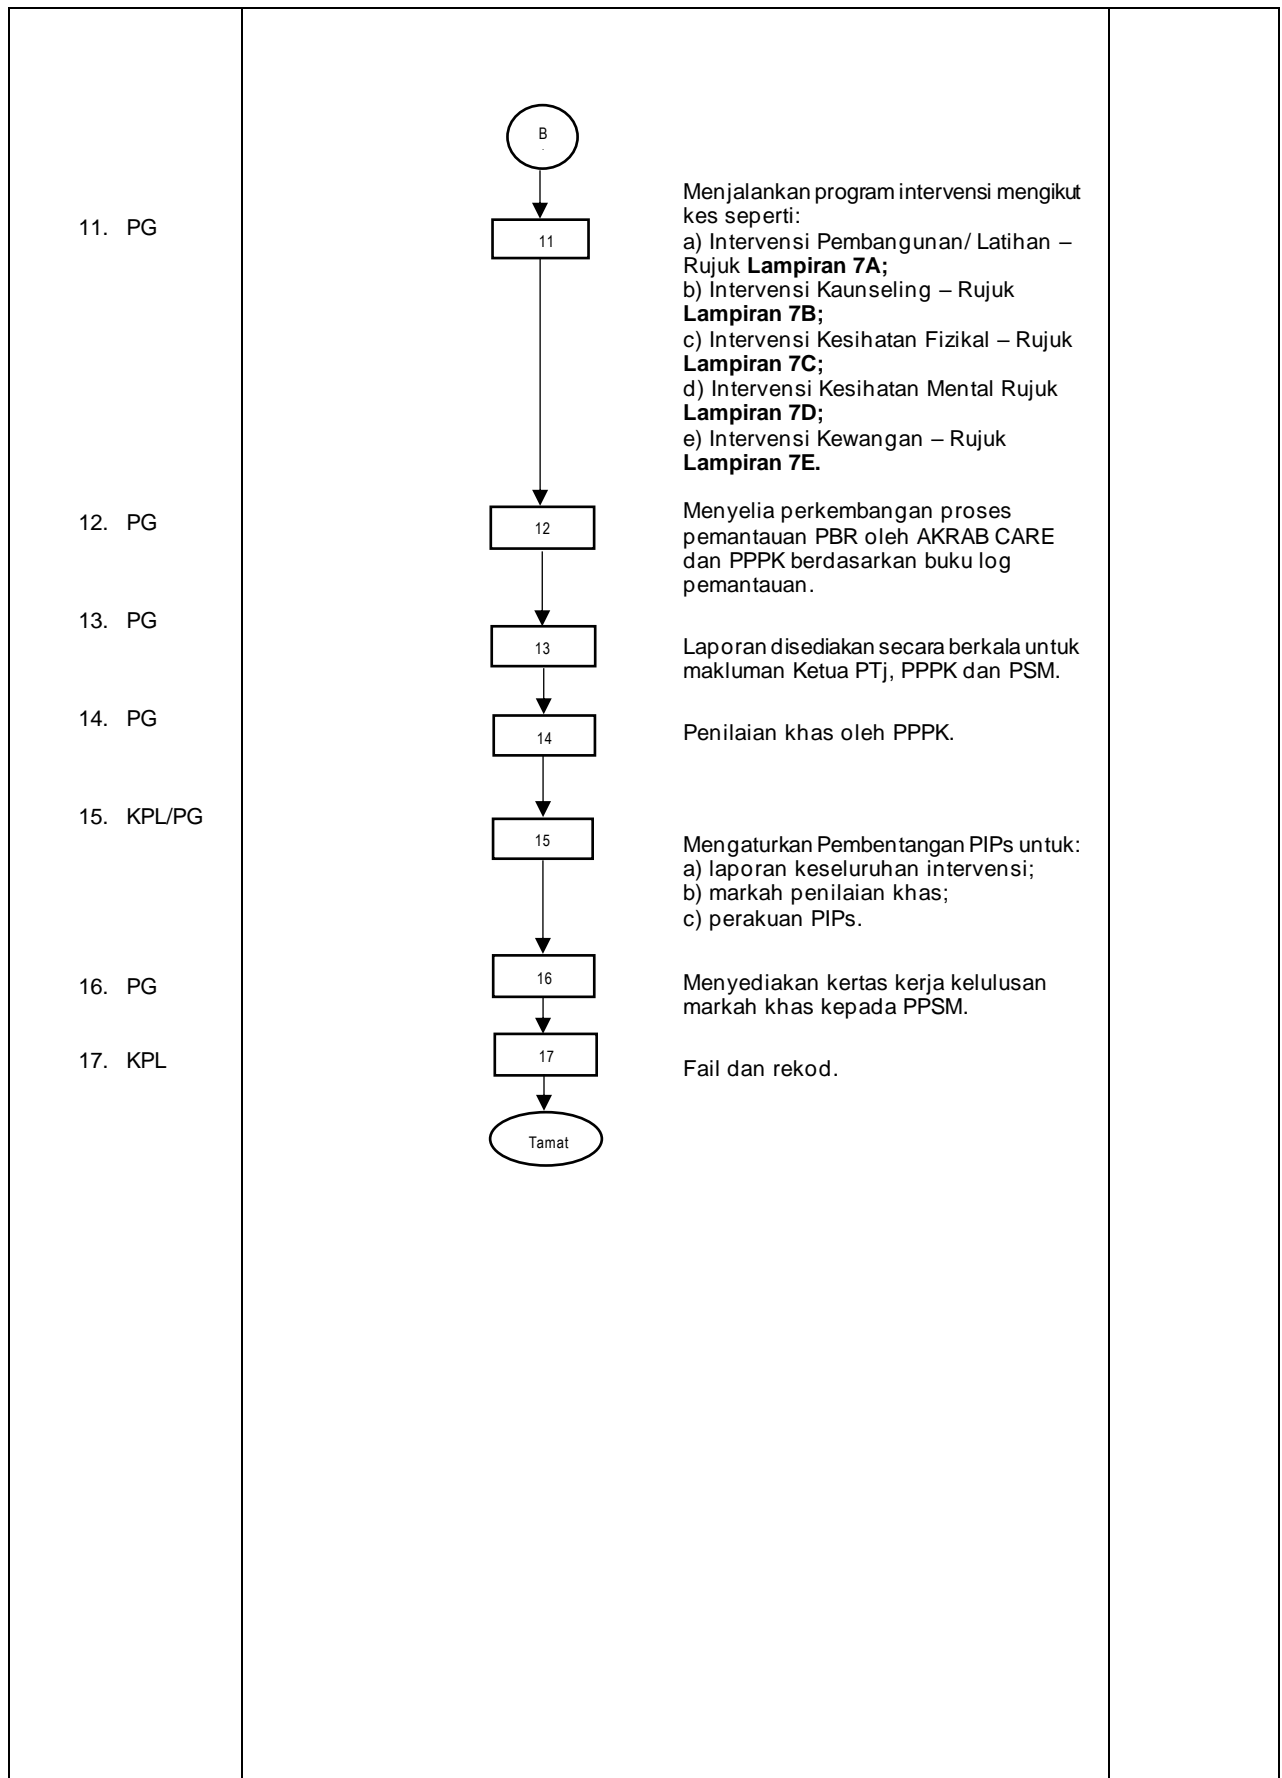 B
11. PG
11
Menjalankan program intervensi mengikut
kes seperti:
a) Intervensi Pembangunan/ Latihan –
Rujuk Lampiran 7A;
b) Intervensi Kaunseling – Rujuk
Lampiran 7B;
c) Intervensi Kesihatan Fizikal – Rujuk
Lampiran 7C;
d) Intervensi Kesihatan Mental Rujuk
Lampiran 7D;
e) Intervensi Kewangan – Rujuk
Lampiran 7E.
12. PG
12
Menyelia perkembangan proses
pemantauan PBR oleh AKRAB CARE
dan PPPK berdasarkan buku log
pemantauan.
13. PG
13
Laporan disediakan secara berkala untuk
makluman Ketua PTj, PPPK dan PSM.
14. PG
14
Penilaian khas oleh PPPK.
15. KPL/PG
15
Mengaturkan Pembentangan PIPs untuk:
a) laporan keseluruhan intervensi;
b) markah penilaian khas;
c) perakuan PIPs.
16. PG
16
Menyediakan kertas kerja kelulusan
markah khas kepada PPSM.
17. KPL
17
Fail dan rekod.
Tamat